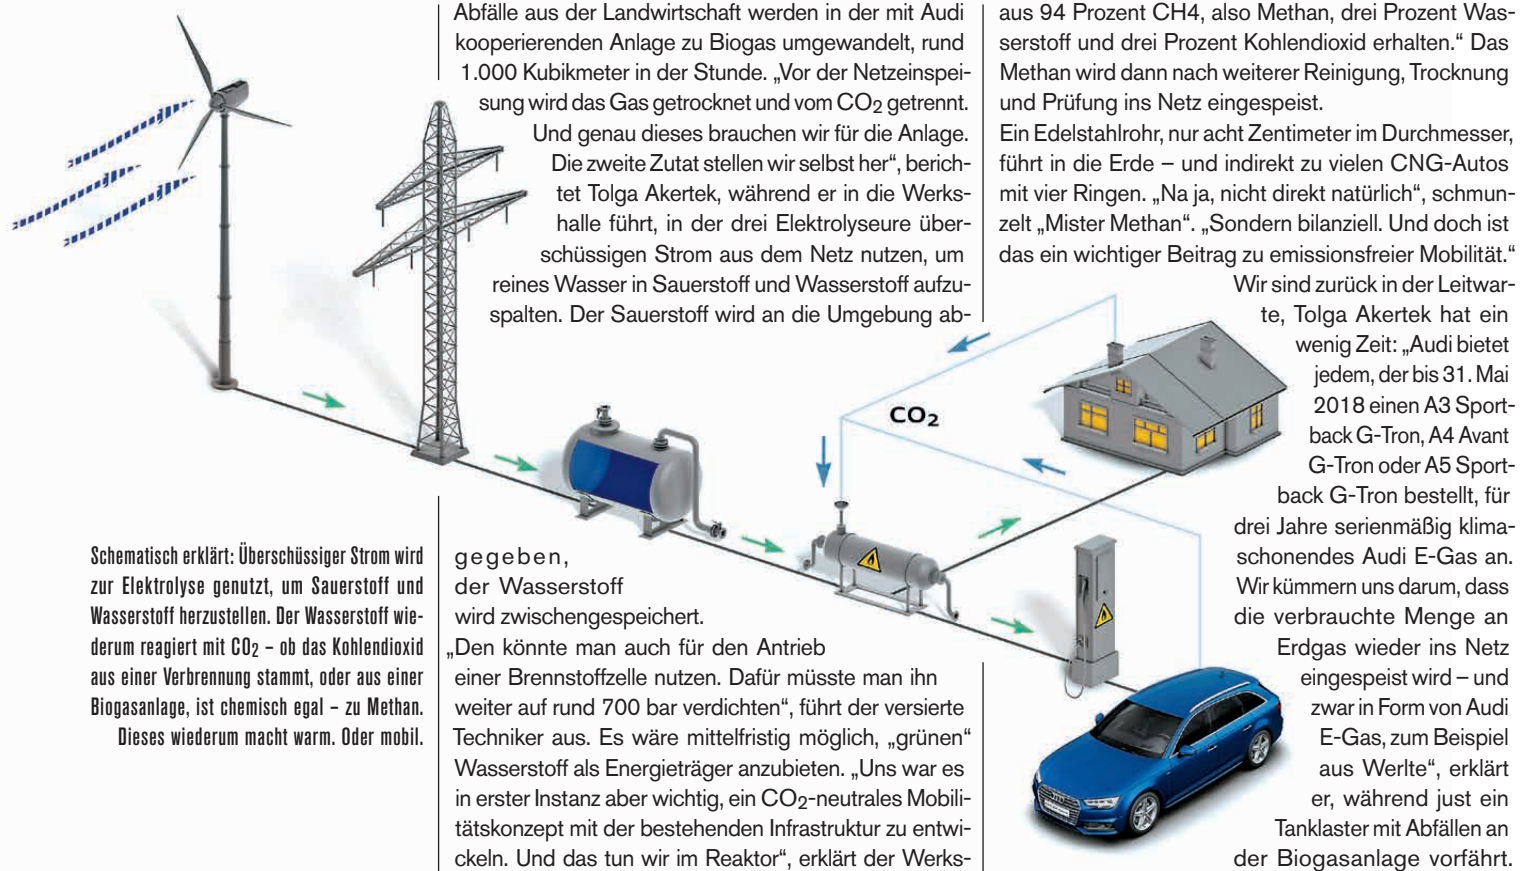 Abfälle aus der Landwirtschaft werden in der mit Audi
kooperierenden Anlage zu Biogas umgewandelt, rund
1.000 Kubikmeter in der Stunde. „Vor der Netzeinspei-
sung wird das Gas getrocknet und vom CO₂ getrennt.
Und genau dieses brauchen wir für die Anlage.
Die zweite Zutat stellen wir selbst her“, berich-
tet Tolga Akertek, während er in die Werks-
halle führt, in der drei Elektrolyseure über-
schüssigen Strom aus dem Netz nutzen, um
reines Wasser in Sauerstoff und Wasserstoff aufzu-
spalten. Der Sauerstoff wird an die Umgebung ab-
gegeben,
der Wasserstoff
wird zwischengespeichert.
„Den könnte man auch für den Antrieb
einer Brennstoffzelle nutzen. Dafür müsste man ihn
weiter auf rund 700 bar verdichten“, führt der versierte
Techniker aus. Es wäre mittelfristig möglich, „grünen“
Wasserstoff als Energieträger anzubieten. „Uns war es
in erster Instanz aber wichtig, ein CO₂-neutrales Mobili-
tätskonzept mit der bestehenden Infrastruktur zu entwi-
ckeln. Und das tun wir im Reaktor“, erklärt der Werks-
aus 94 Prozent CH4, also Methan, drei Prozent Was-
serstoff und drei Prozent Kohlendioxid erhalten.“ Das
Methan wird dann nach weiterer Reinigung, Trocknung
und Prüfung ins Netz eingespeist.
Ein Edelstahlrohr, nur acht Zentimeter im Durchmesser,
führt in die Erde – und indirekt zu vielen CNG-Autos
mit vier Ringen. „Na ja, nicht direkt natürlich“, schmun-
zelt „Mister Methan“. „Sondern bilanziell. Und doch ist
das ein wichtiger Beitrag zu emissionsfreier Mobilität.“
Wir sind zurück in der Leitwar-
te, Tolga Akertek hat ein
wenig Zeit: „Audi bietet
jedem, der bis 31. Mai
2018 einen A3 Sport-
back G-Tron, A4 Avant
G-Tron oder A5 Sport-
back G-Tron bestellt, für
drei Jahre serienmäßig klima-
schonendes Audi E-Gas an.
Wir kümmern uns darum, dass
die verbrauchte Menge an
Erdgas wieder ins Netz
eingespeist wird – und
zwar in Form von Audi
E-Gas, zum Beispiel
aus Werlte“, erklärt
er, während just ein
Tanklaster mit Abfällen an
der Biogasanlage vorfährt.
CO₂
Schematisch erklärt: Überschüssiger Strom wird
zur Elektrolyse genutzt, um Sauerstoff und
Wasserstoff herzustellen. Der Wasserstoff wie-
derum reagiert mit CO₂ – ob das Kohlendioxid
aus einer Verbrennung stammt, oder aus einer
Biogasanlage, ist chemisch egal – zu Methan.
Dieses wiederum macht warm. Oder mobil.